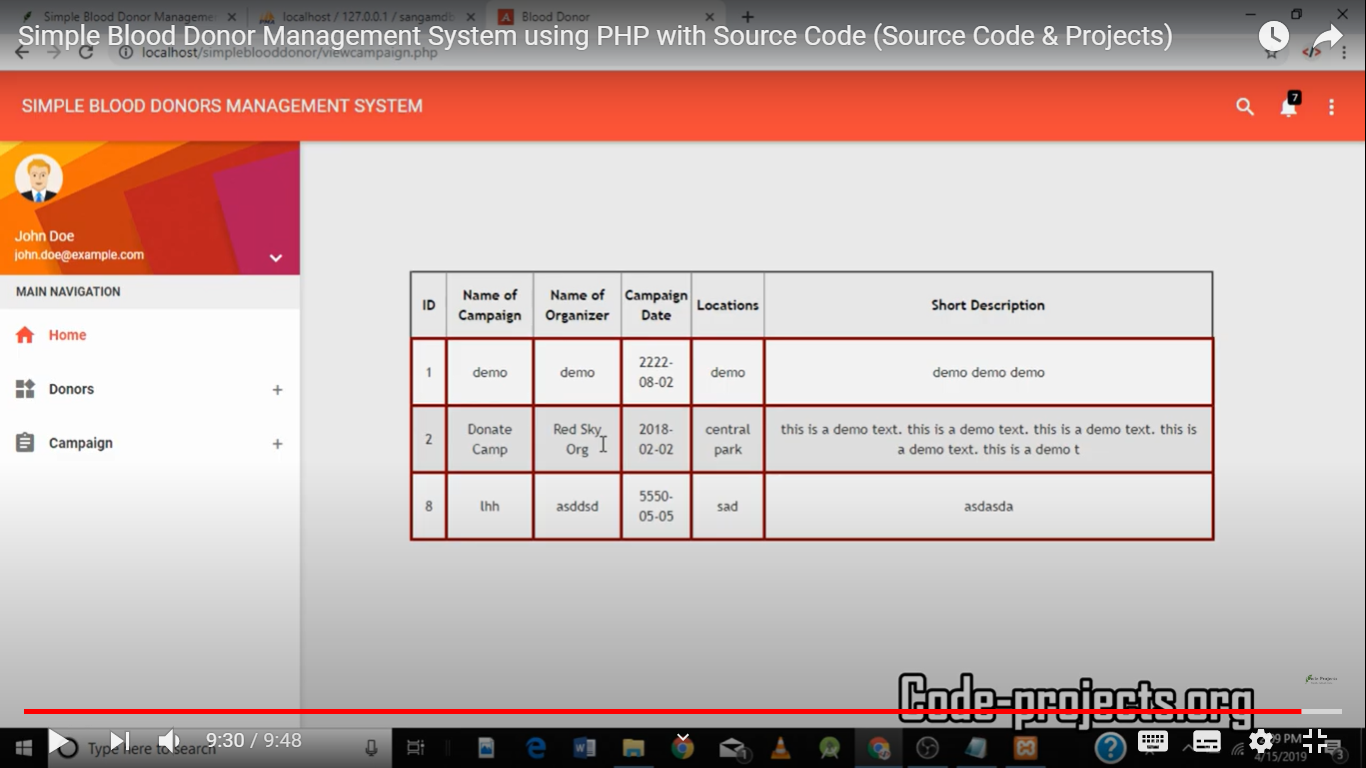 Simple Blood Donor Manageme
localhost / 127.0.0.1 / sangamdb
Blood Donor
Simple Blood Donor Management System using PHP with Source Code (Source Code & Projects)
localhost/simpleblooddonor/viewcampaign.php
SIMPLE BLOOD DONORS MANAGEMENT SYSTEM
7
John Doe
john.doe@example.com
MAIN NAVIGATION
Home
Donors +
Campaign +
ID
Name of
Campaign
Name of
Organizer
Campaign
Date
Locations
Short Description
1
demo
demo
2222-
08-02
demo
demo demo demo
2
Donate
Camp
Red Sky
Org
2018-
02-02
central
park
this is a demo text. this is a demo text. this is a demo text. this is
a demo text. this is a demo t
8
lhh
asddsd
5550-
05-05
sad
asdasda
Code-projects.org
Type here to search
9:30 / 9:48
PM
4/15/2019
3